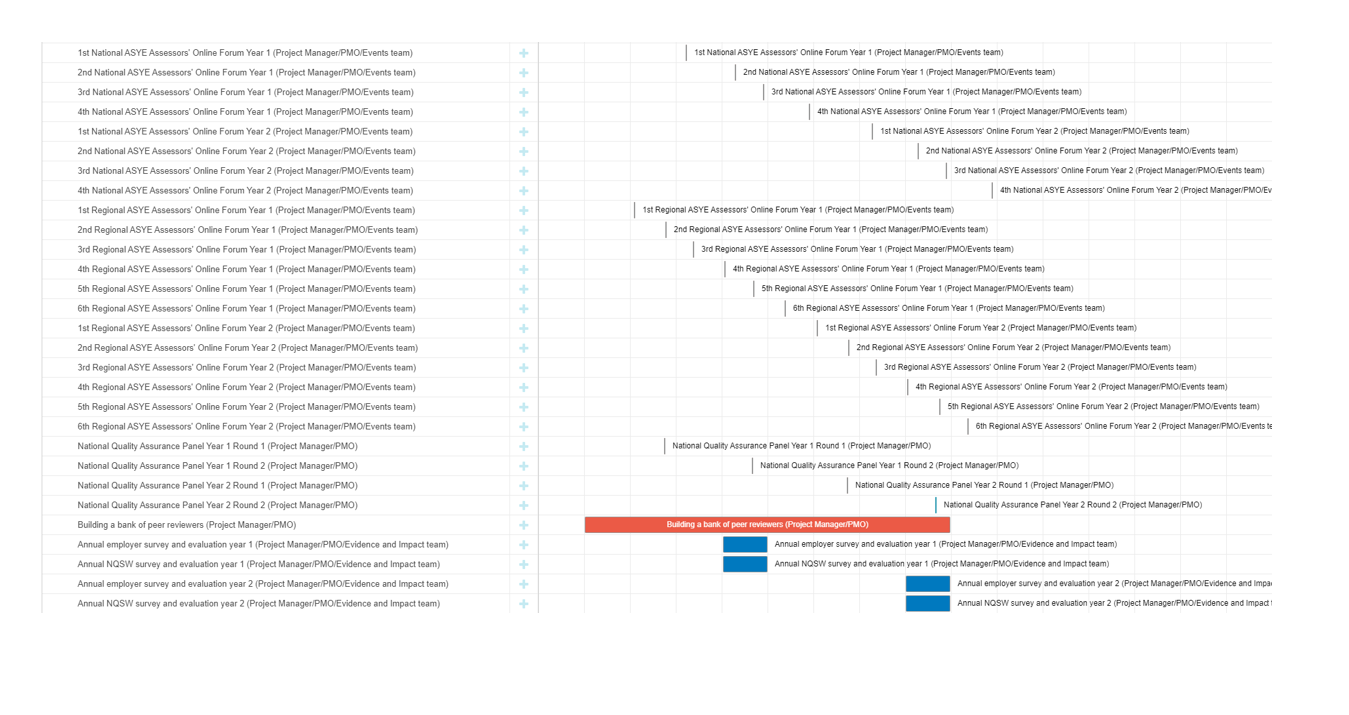 1st National ASYE Assessors' Online Forum Year 1 (Project Manager/PMO/Events team) 1st National ASYE Assessors' Online Forum Year 1 (Project Manager/PMO/Events team)
2nd National ASYE Assessors' Online Forum Year 1 (Project Manager/PMO/Events team) 2nd National ASYE Assessors' Online Forum Year 1 (Project Manager/PMO/Events team)
3rd National ASYE Assessors' Online Forum Year 1 (Project Manager/PMO/Events team) 3rd National ASYE Assessors' Online Forum Year 1 (Project Manager/PMO/Events team)
4th National ASYE Assessors' Online Forum Year 1 (Project Manager/PMO/Events team) 4th National ASYE Assessors' Online Forum Year 1 (Project Manager/PMO/Events team)
1st National ASYE Assessors' Online Forum Year 2 (Project Manager/PMO/Events team) 1st National ASYE Assessors' Online Forum Year 2 (Project Manager/PMO/Events team)
2nd National ASYE Assessors' Online Forum Year 2 (Project Manager/PMO/Events team) 2nd National ASYE Assessors' Online Forum Year 2 (Project Manager/PMO/Events team)
3rd National ASYE Assessors' Online Forum Year 2 (Project Manager/PMO/Events team) 3rd National ASYE Assessors' Online Forum Year 2 (Project Manager/PMO/Events team)
4th National ASYE Assessors' Online Forum Year 2 (Project Manager/PMO/Events team) 4th National ASYE Assessors' Online Forum Year 2 (Project Manager/PMO/Ev
1st Regional ASYE Assessors' Online Forum Year 1 (Project Manager/PMO/Events team) 1st Regional ASYE Assessors' Online Forum Year 1 (Project Manager/PMO/Events team)
2nd Regional ASYE Assessors' Online Forum Year 1 (Project Manager/PMO/Events team) 2nd Regional ASYE Assessors' Online Forum Year 1 (Project Manager/PMO/Events team)
3rd Regional ASYE Assessors' Online Forum Year 1 (Project Manager/PMO/Events team) 3rd Regional ASYE Assessors' Online Forum Year 1 (Project Manager/PMO/Events team)
4th Regional ASYE Assessors' Online Forum Year 1 (Project Manager/PMO/Events team) 4th Regional ASYE Assessors' Online Forum Year 1 (Project Manager/PMO/Events team)
5th Regional ASYE Assessors' Online Forum Year 1 (Project Manager/PMO/Events team) 5th Regional ASYE Assessors' Online Forum Year 1 (Project Manager/PMO/Events team)
6th Regional ASYE Assessors' Online Forum Year 1 (Project Manager/PMO/Events team) 6th Regional ASYE Assessors' Online Forum Year 1 (Project Manager/PMO/Events team)
1st Regional ASYE Assessors' Online Forum Year 2 (Project Manager/PMO/Events team) 1st Regional ASYE Assessors' Online Forum Year 2 (Project Manager/PMO/Events team)
2nd Regional ASYE Assessors' Online Forum Year 2 (Project Manager/PMO/Events team) 2nd Regional ASYE Assessors' Online Forum Year 2 (Project Manager/PMO/Events team)
3rd Regional ASYE Assessors' Online Forum Year 2 (Project Manager/PMO/Events team) 3rd Regional ASYE Assessors' Online Forum Year 2 (Project Manager/PMO/Events team)
4th Regional ASYE Assessors' Online Forum Year 2 (Project Manager/PMO/Events team) 4th Regional ASYE Assessors' Online Forum Year 2 (Project Manager/PMO/Events team)
5th Regional ASYE Assessors' Online Forum Year 2 (Project Manager/PMO/Events team) 5th Regional ASYE Assessors' Online Forum Year 2 (Project Manager/PMO/Events team)
6th Regional ASYE Assessors' Online Forum Year 2 (Project Manager/PMO/Events team) 6th Regional ASYE Assessors' Online Forum Year 2 (Project Manager/PMO/Events te
National Quality Assurance Panel Year 1 Round 1 (Project Manager/PMO) National Quality Assurance Panel Year 1 Round 1 (Project Manager/PMO)
National Quality Assurance Panel Year 1 Round 2 (Project Manager/PMO) National Quality Assurance Panel Year 1 Round 2 (Project Manager/PMO)
National Quality Assurance Panel Year 2 Round 1 (Project Manager/PMO) National Quality Assurance Panel Year 2 Round 1 (Project Manager/PMO)
National Quality Assurance Panel Year 2 Round 2 (Project Manager/PMO) National Quality Assurance Panel Year 2 Round 2 (Project Manager/PMO)
Building a bank of peer reviewers (Project Manager/PMO) Building a bank of peer reviewers (Project Manager/PMO)
Annual employer survey and evaluation year 1 (Project Manager/PMO/Evidence and Impact team) Annual employer survey and evaluation year 1 (Project Manager/PMO/Evidence and Impact team)
Annual NQSW survey and evaluation year 1 (Project Manager/PMO/Evidence and Impact team) Annual NQSW survey and evaluation year 1 (Project Manager/PMO/Evidence and Impact team)
Annual employer survey and evaluation year 2 (Project Manager/PMO/Evidence and Impact team) Annual employer survey and evaluation year 2 (Project Manager/PMO/Evidence and Impa
Annual NQSW survey and evaluation year 2 (Project Manager/PMO/Evidence and Impact team) Annual NQSW survey and evaluation year 2 (Project Manager/PMO/Evidence and Impact t